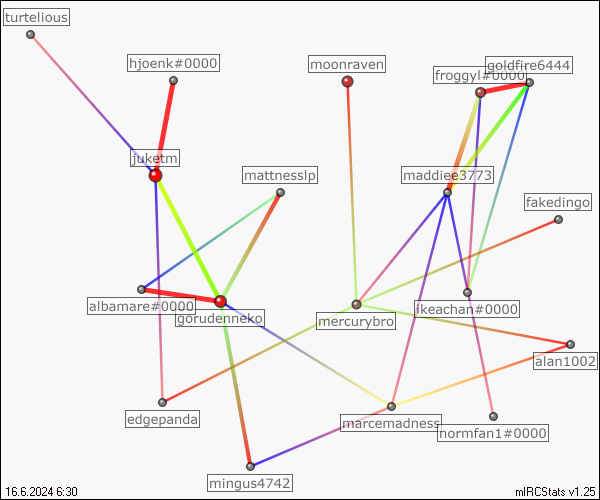 turtelious
hjoenk#0000
moonraven
goldfire6444
froggyl#0000
juketm
mattnesslp
maddiee3773
fakedingo
albamare#0000
gorudenneko
mercurybro
ikeachan#0000
alan1002
edgepanda
marcemadness
normfan1#0000
mingus4742
16.6.2024 6:30
mIRCStats v1.25